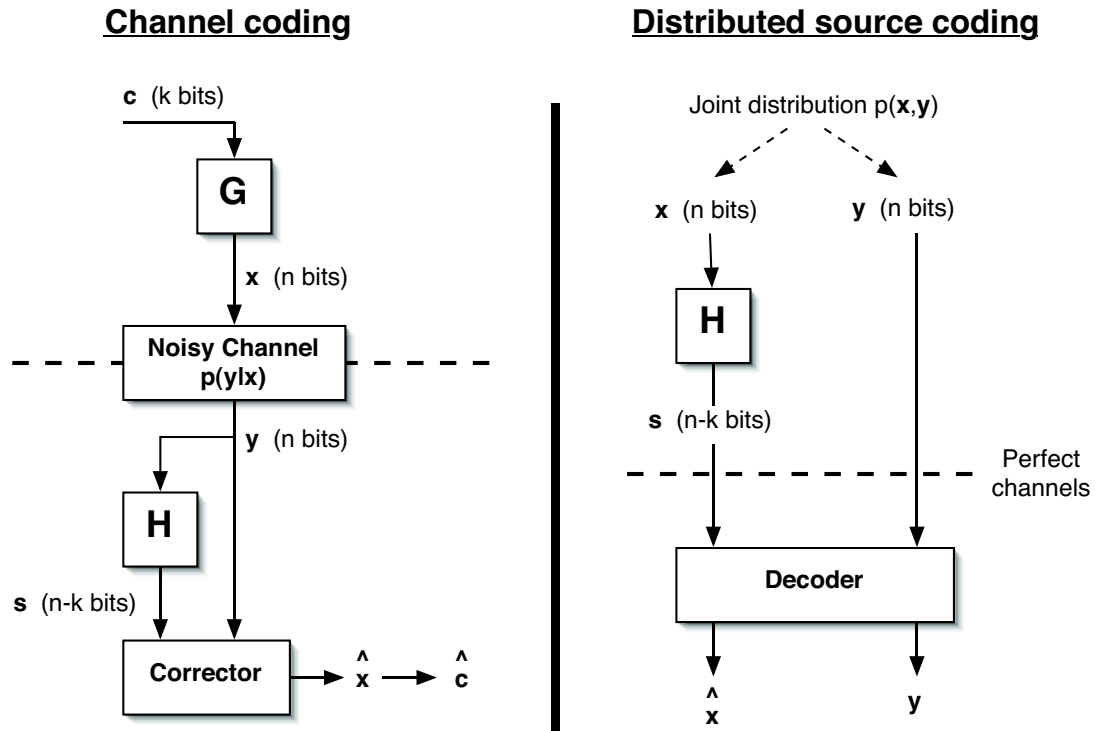 Channel coding
c (k bits)
G
x (n bits)
Noisy Channel
p(y|x)
y (n bits)
H
s (n-k bits)
Corrector
^
x
^
c
Distributed source coding
Joint distribution p(x,y)
x (n bits)
y (n bits)
H
s (n-k bits)
Perfect
channels
Decoder
^
x
y